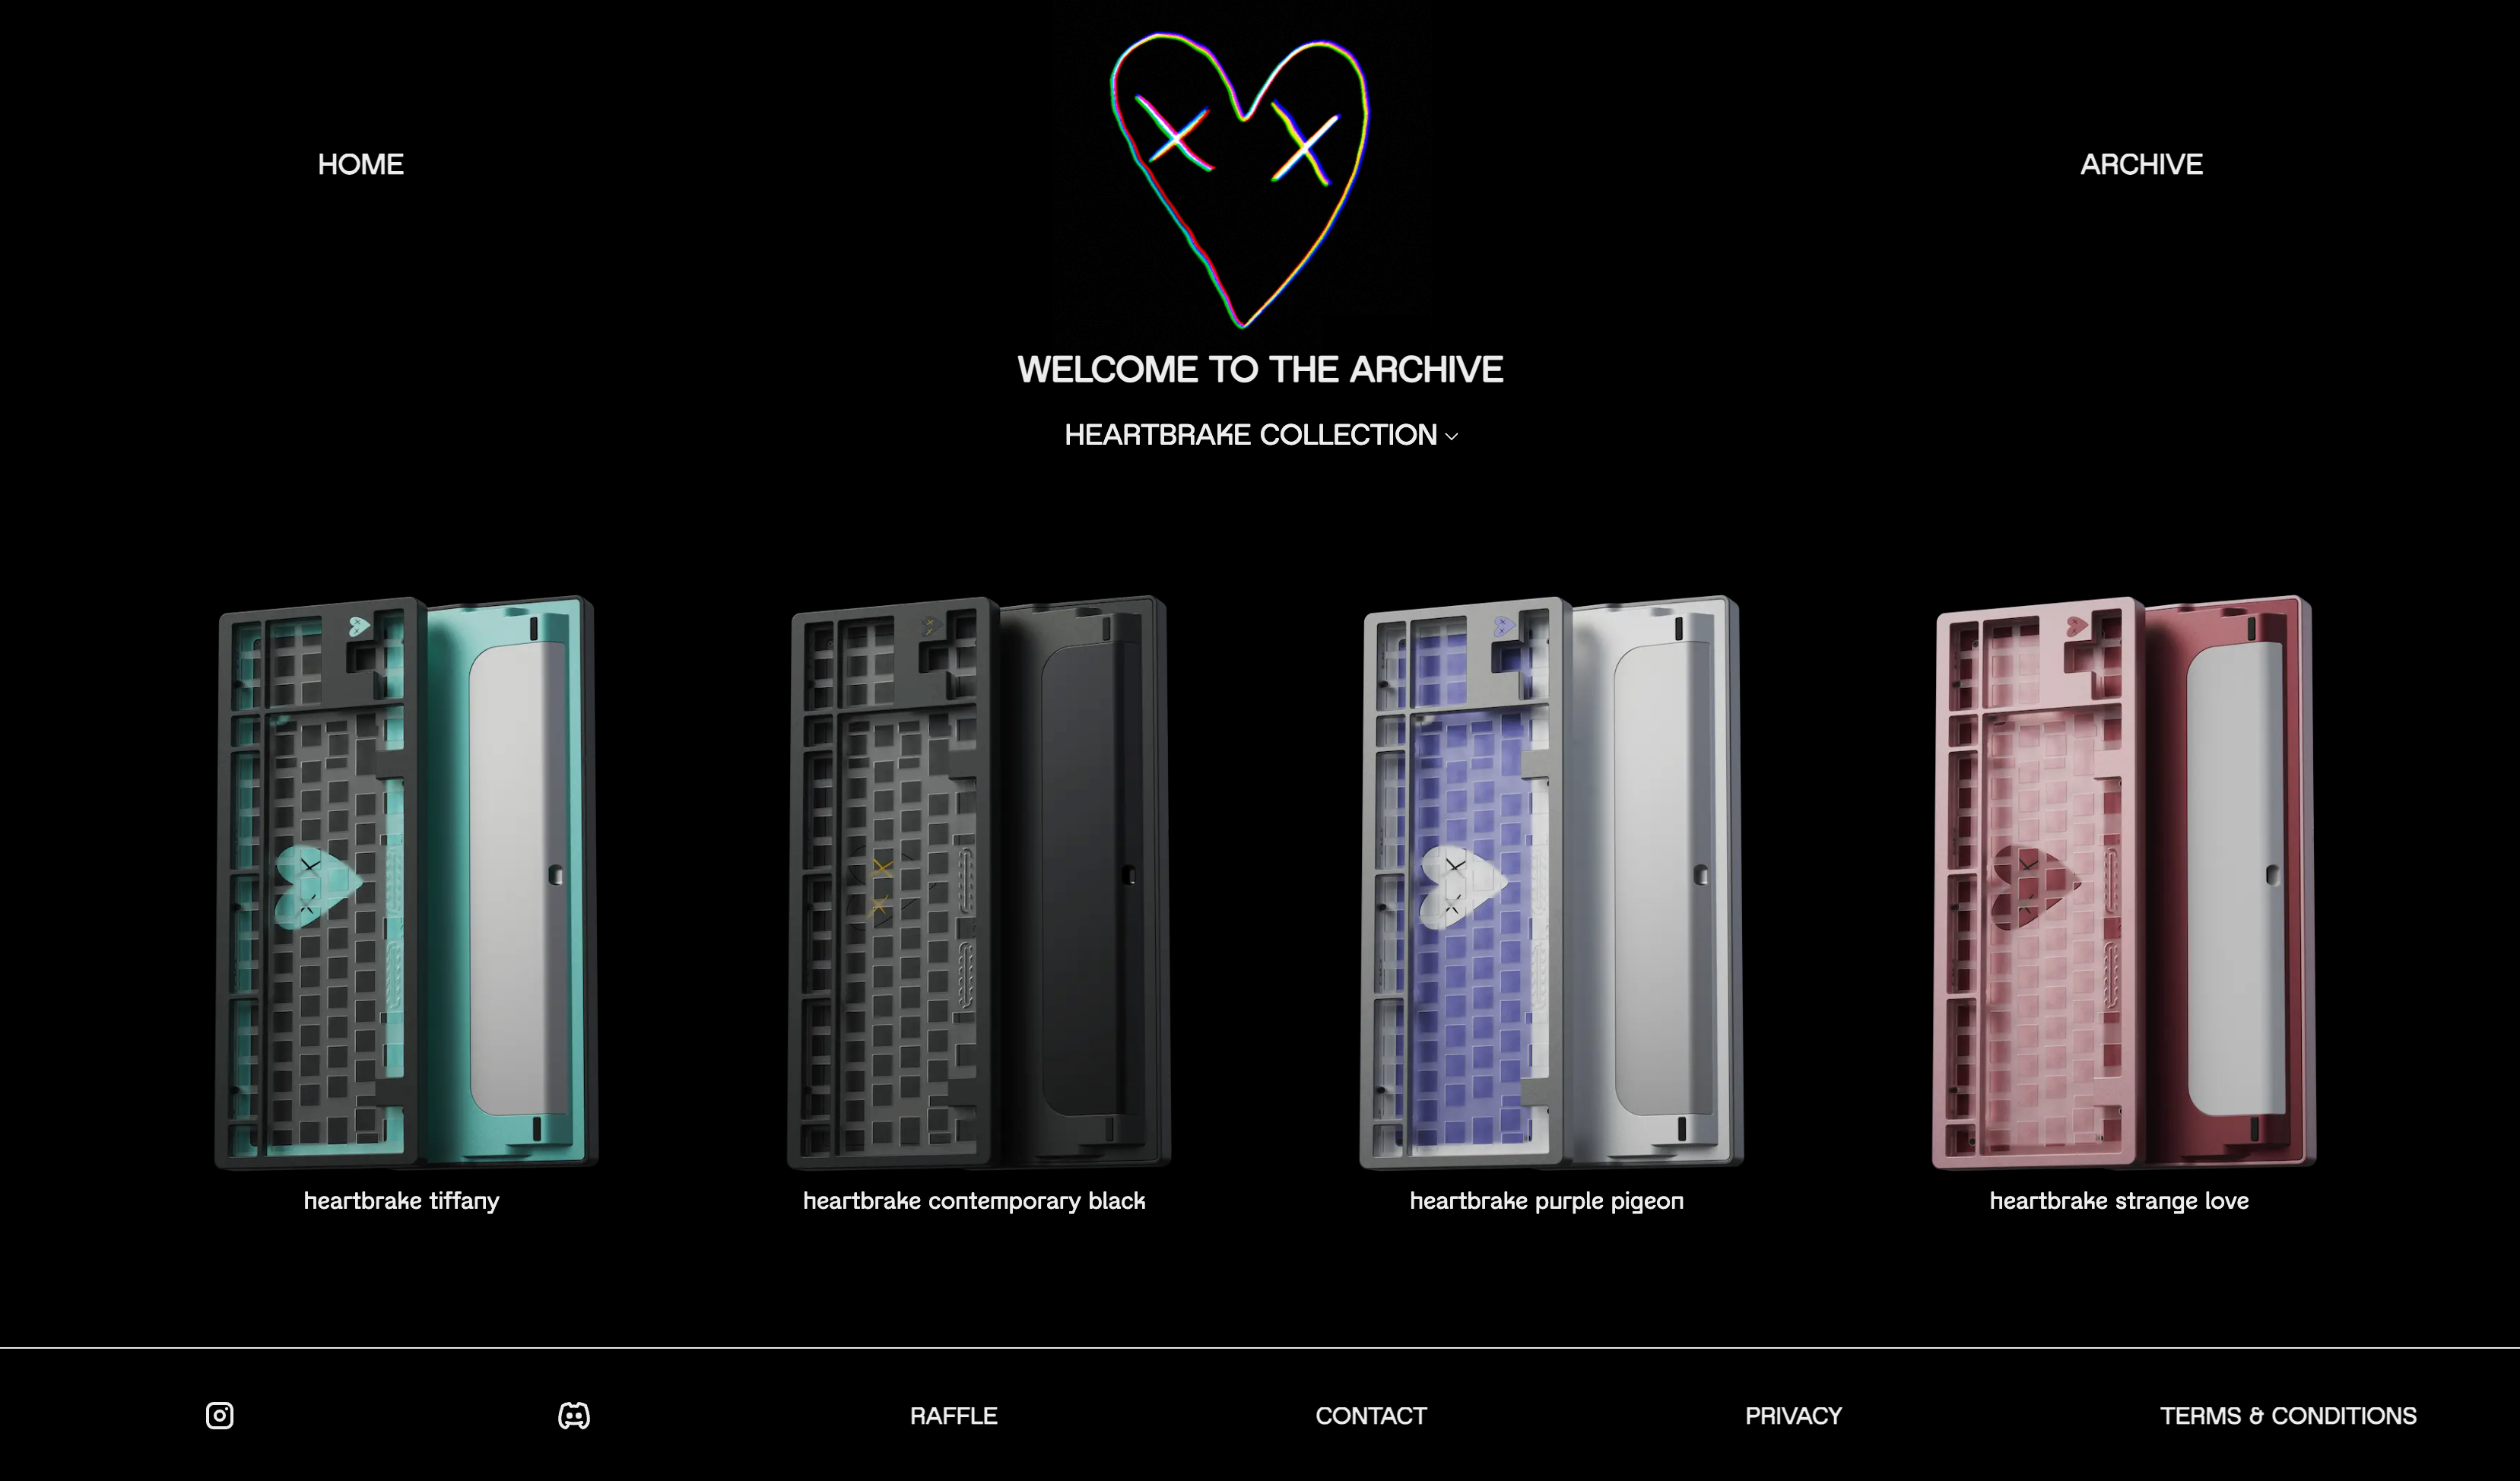 HOME
ARCHIVE
WELCOME TO THE ARCHIVE
HEARTBRAKE COLLECTION
heartbrake tiffany
heartbrake contemporary black
heartbrake purple pigeon
heartbrake strange love
RAFFLE
CONTACT
PRIVACY
TERMS & CONDITIONS